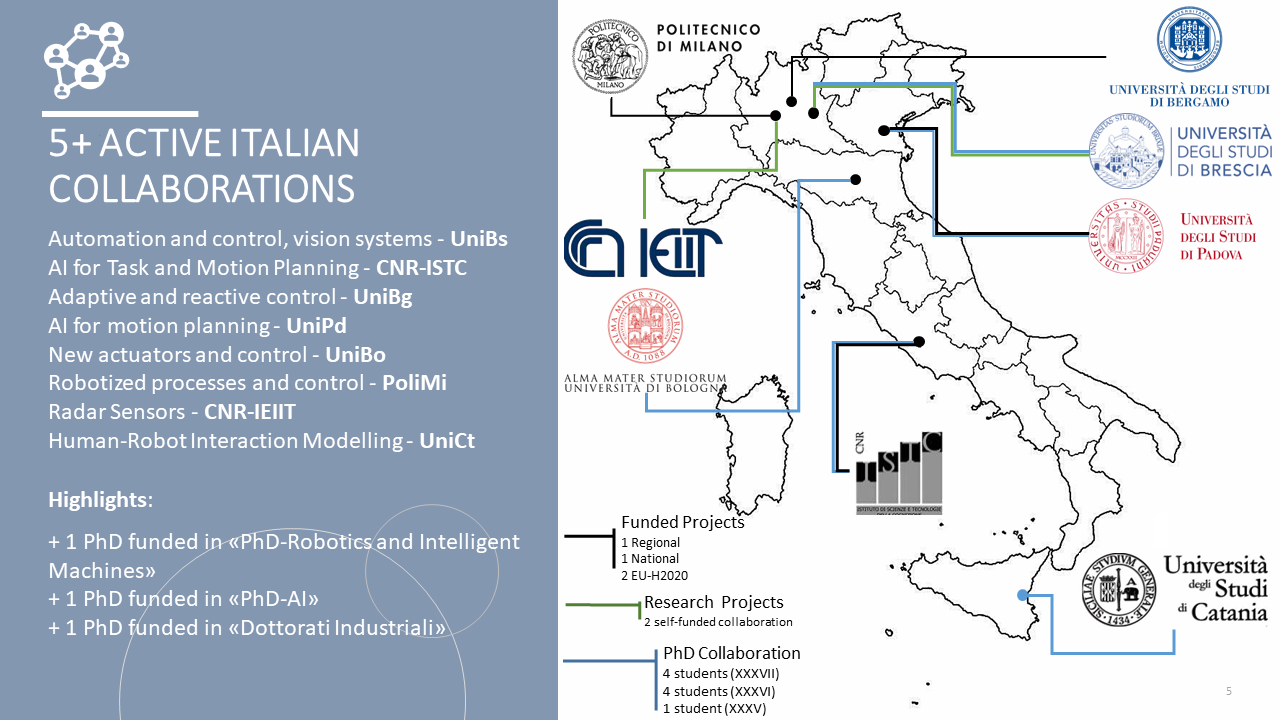 5+ ACTIVE ITALIAN
COLLABORATIONS
Automation and control, vision systems - UniBs
AI for Task and Motion Planning - CNR-ISTC
Adaptive and reactive control - UniBg
AI for motion planning - UniPd
New actuators and control - UniBo
Robotized processes and control - PoliMi
Radar Sensors - CNR-IEIIT
Human-Robot Interaction Modelling - UniCt
Highlights:
+ 1 PhD funded in «PhD-Robotics and Intelligent
Machines»
+ 1 PhD funded in «PhD-AI»
+ 1 PhD funded in «Dottorati Industriali»
POLITECNICO
MILANO
POLITECNICO
DI MILANO
UNIVERSITÀ DEGLI STUDI
DI BERGAMO
UNIVERSITÀ
DEGLI STUDI
DI BRESCIA
UNIVERSITÀ
DEGLI STUDI
DI PADOVA
IEIIT
ALMA MATER STUDIORUM
A.D. 1088
ALMA MATER STUDIORUM
UNIVERSITÀ DI BOLOGNA
CNR
ISTC
ISTITUTO DI SCIENZE E TECNOLOGIE
DELLA COGNIZIONE
SICILIAE STVDIVM GENERALE
1434
Università
degli Studi
di Catania
Funded Projects
1 Regional
1 National
2 EU-H2020
Research Projects
2 self-funded collaboration
PhD Collaboration
4 students (XXXVII)
4 students (XXXVI)
1 student (XXXV)
5